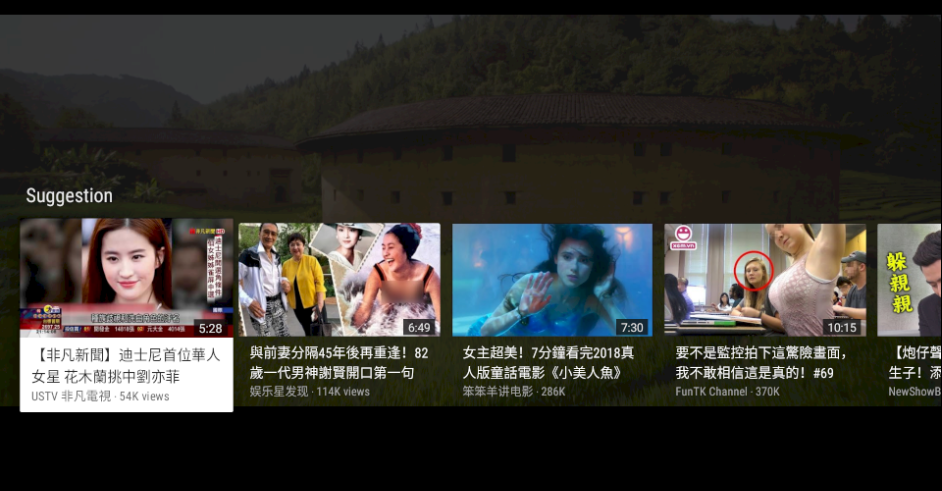 Suggestion
5:28
【非凡新聞】迪士尼首位華人
女星 花木蘭挑中劉亦菲
USTV 非凡電視 · 54K views
6:49
與前妻分隔45年後再重逢！82
歲一代男神謝賢開口第一句
娱乐星发现 · 114K views
7:30
女主超美！7分鐘看完2018真
人版童話電影《小美人魚》
笨笨羊讲电影 · 286K
10:15
要不是監控拍下這驚險畫面，
我不敢相信這是真的！#69
FunTK Channel · 370K
躲
親
親
【炮仔聲
生子！添
NewShowB